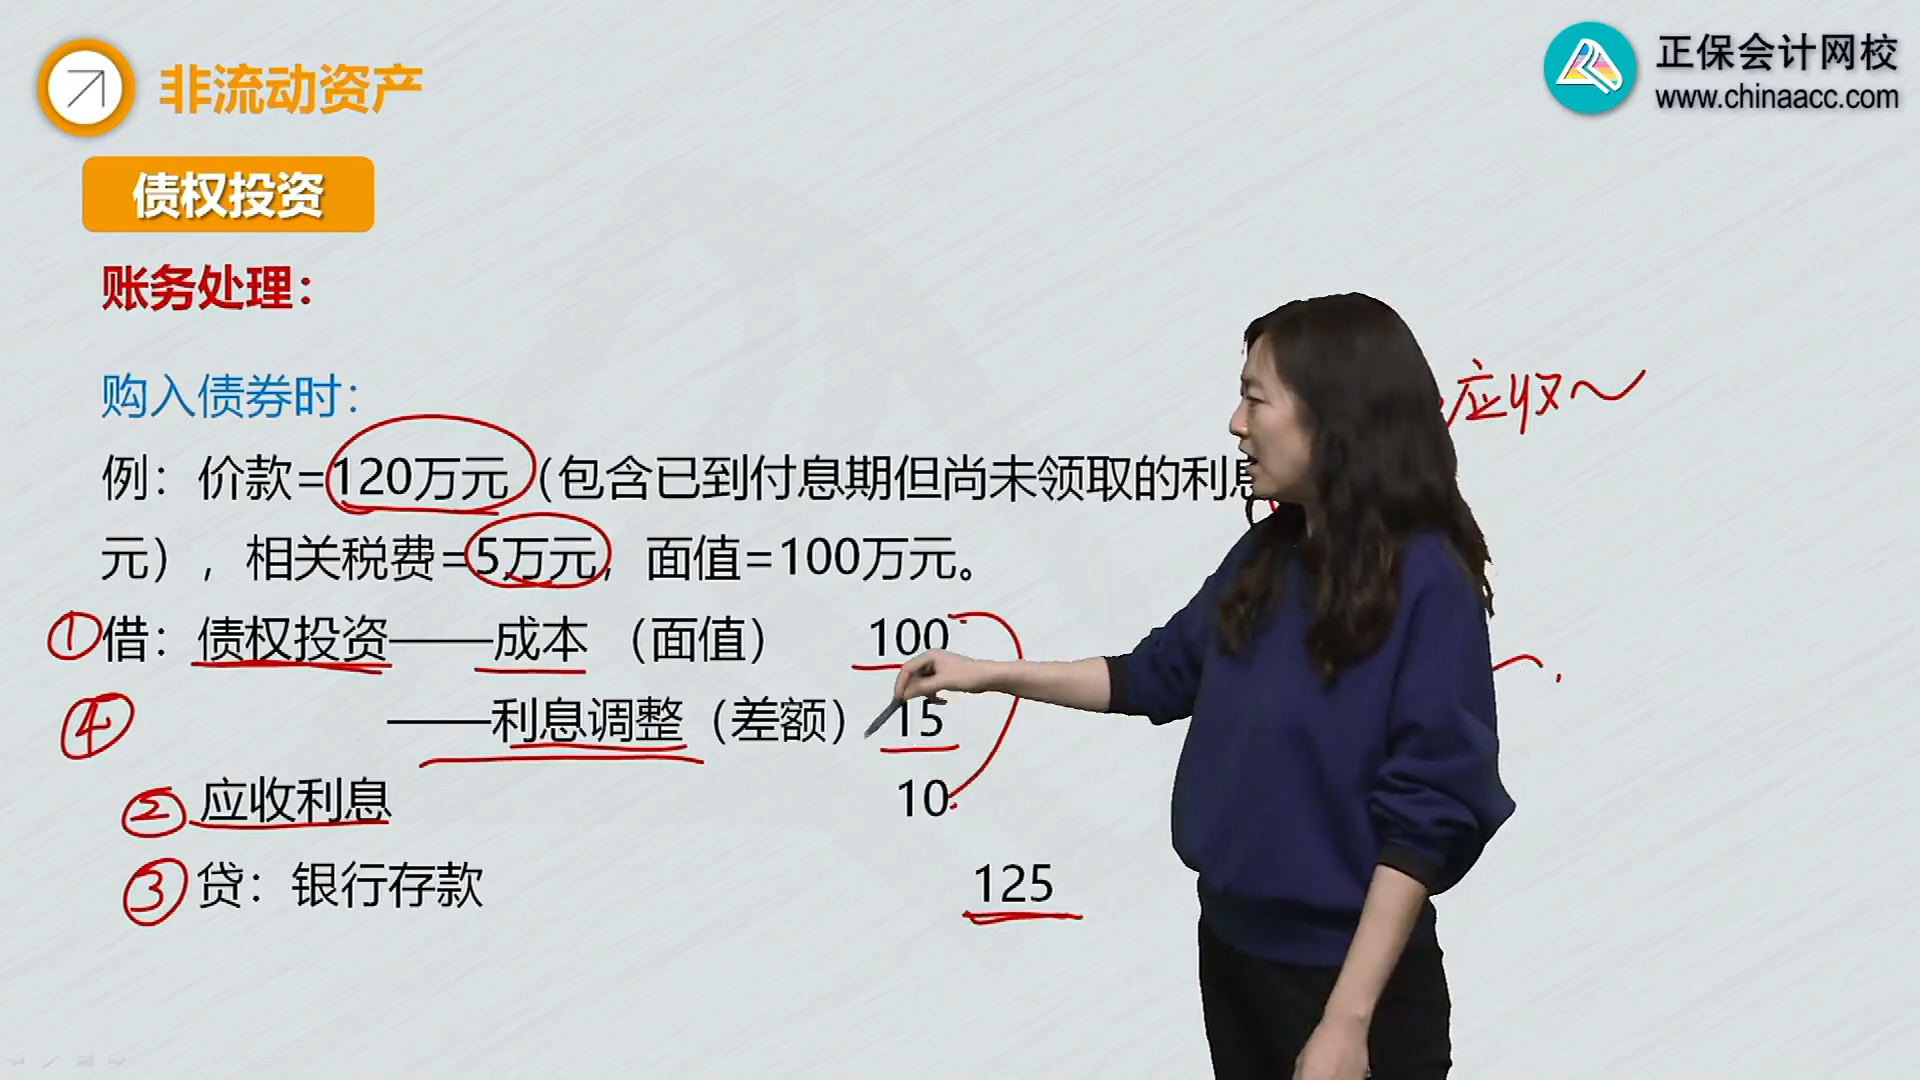 非流动资产
正保会计网校
www.chinaacc.com
债权投资
账务处理：
购入债券时：
应收～
例：价款=120万元（包含已到付息期但尚未领取的利息
元），相关税费=5万元，面值=100万元。
①借：债权投资——成本（面值） 100
④ ——利息调整（差额） 15
②应收利息 10
③贷：银行存款 125